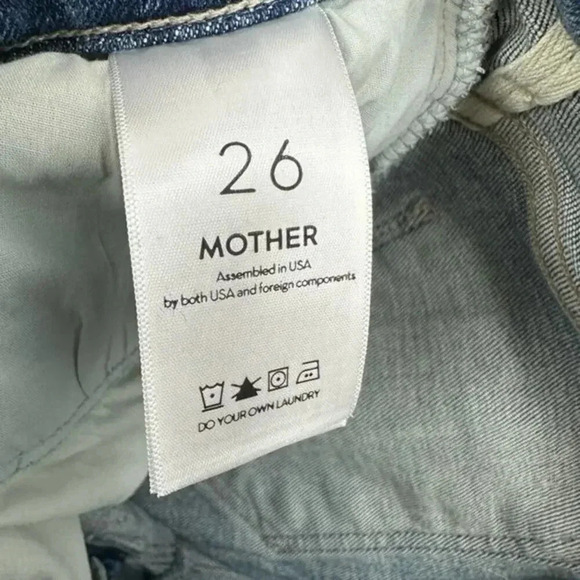 26
MOTHER
Assembled in USA
by both USA and foreign components
DO YOUR OWN LAUNDRY